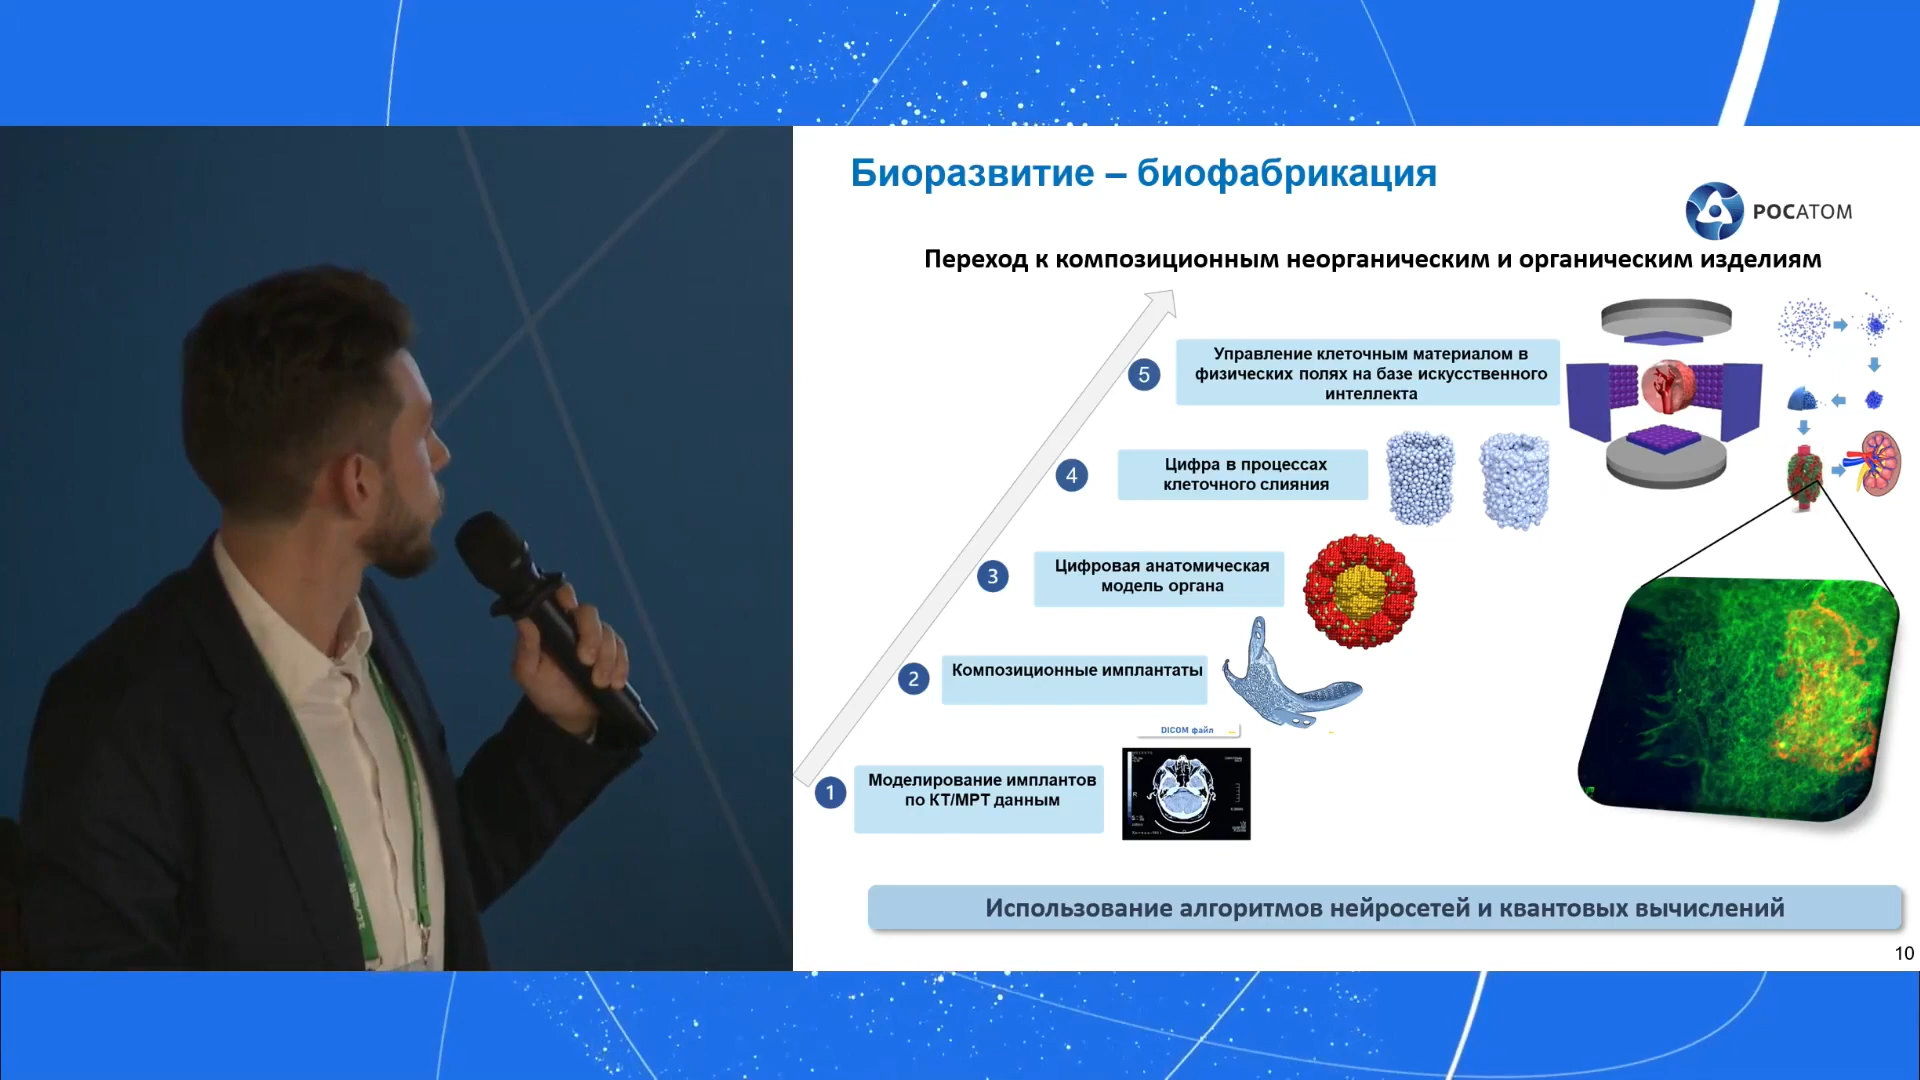 Биоразвитие – биофабрикация
РОСАТОМ
Переход к композиционным неорганическим и органическим изделиям
5
Управление клеточным материалом в
физических полях на базе искусственного
интеллекта
4
Цифра в процессах
клеточного слияния
3
Цифровая анатомическая
модель органа
2
Композиционные имплантаты
DICOM файл
1
Моделирование имплантов
по КТ/МРТ данным
Использование алгоритмов нейросетей и квантовых вычислений
10